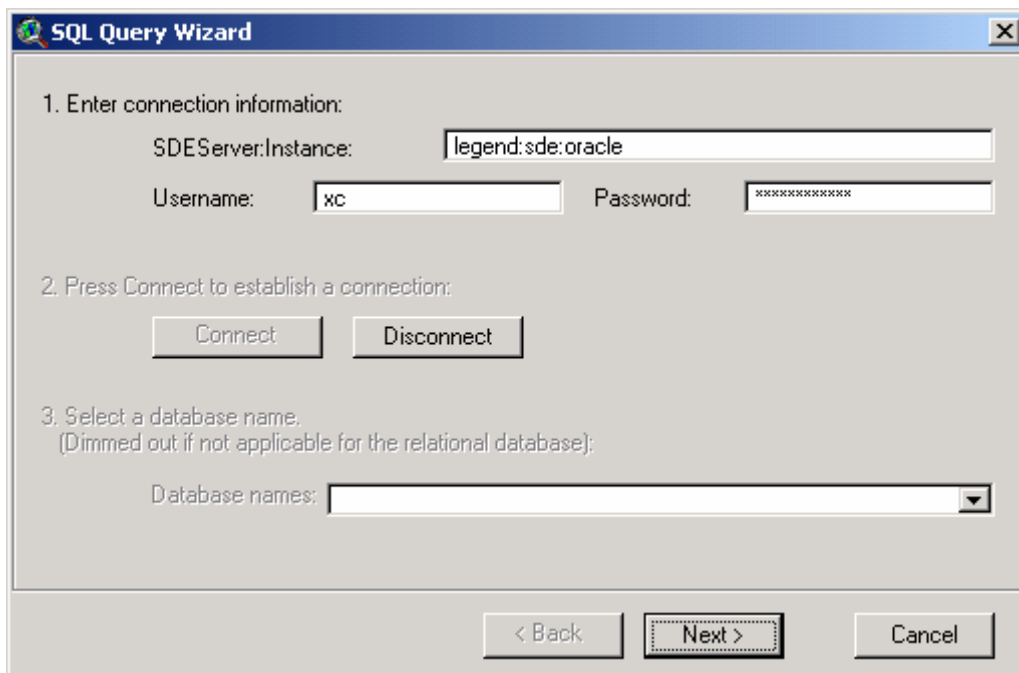 SQL Query Wizard
1. Enter connection information:
SDEServer:Instance: legend:sde:oracle
Username: xc Password: ************
2. Press Connect to establish a connection:
Connect Disconnect
3. Select a database name.
(Dimmed out if not applicable for the relational database):
Database names:
< Back Next > Cancel